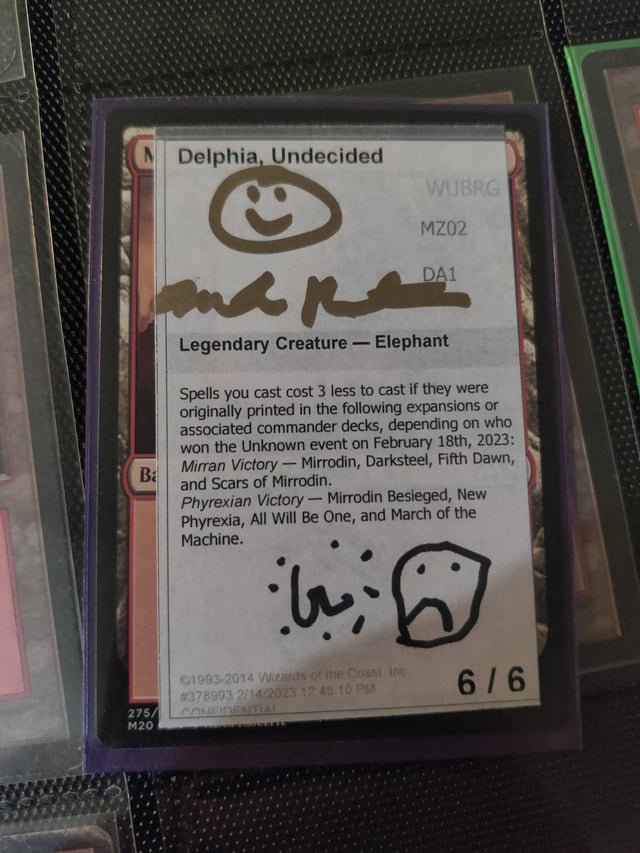 Delphia, Undecided
WUBRG
MZ02
DA1
Legendary Creature — Elephant
Spells you cast cost 3 less to cast if they were
originally printed in the following expansions or
associated commander decks, depending on who
won the Unknown event on February 18th, 2023:
Mirran Victory — Mirrodin, Darksteel, Fifth Dawn,
and Scars of Mirrodin.
Phyrexian Victory — Mirrodin Besieged, New
Phyrexia, All Will Be One, and March of the
Machine.
©1993-2014 Wizards of the Coast, Inc.
#378993 2/14/2023 12:48:10 PM
6 / 6
CONFIDENTIAL
275/
M20